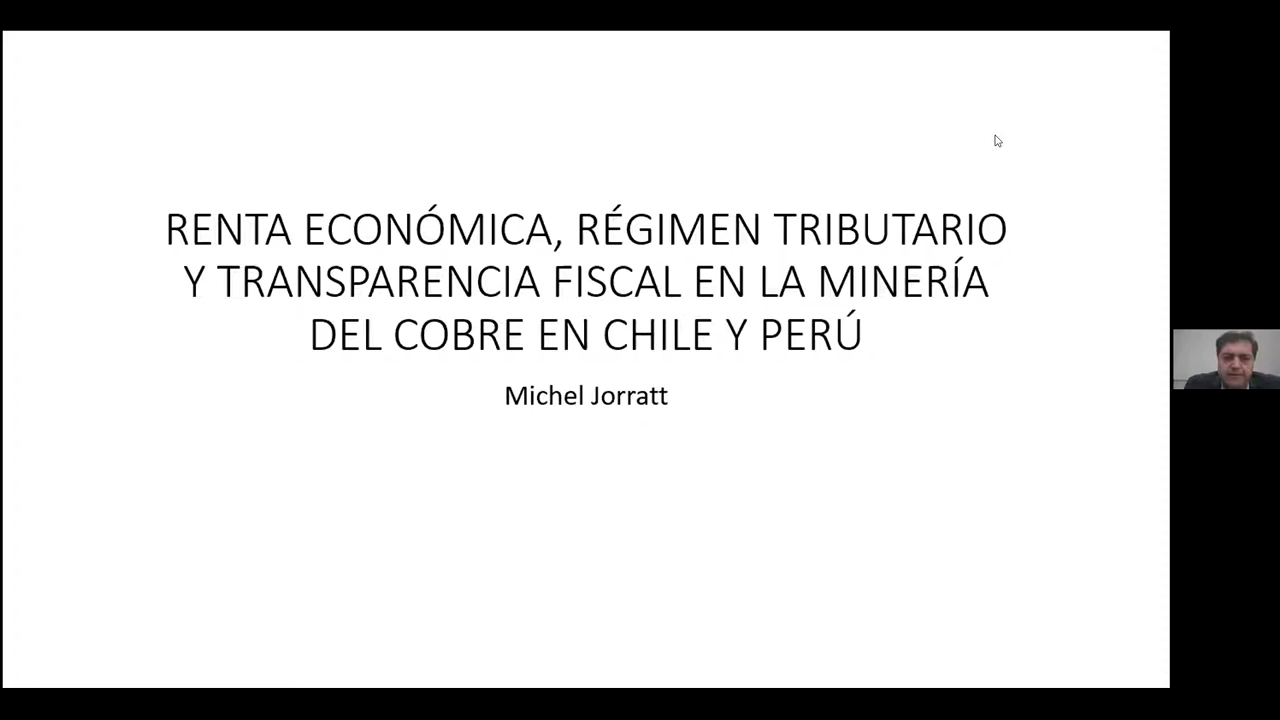 RENTA ECONÓMICA, RÉGIMEN TRIBUTARIO
Y TRANSPARENCIA FISCAL EN LA MINERÍA
DEL COBRE EN CHILE Y PERÚ
Michel Jorratt